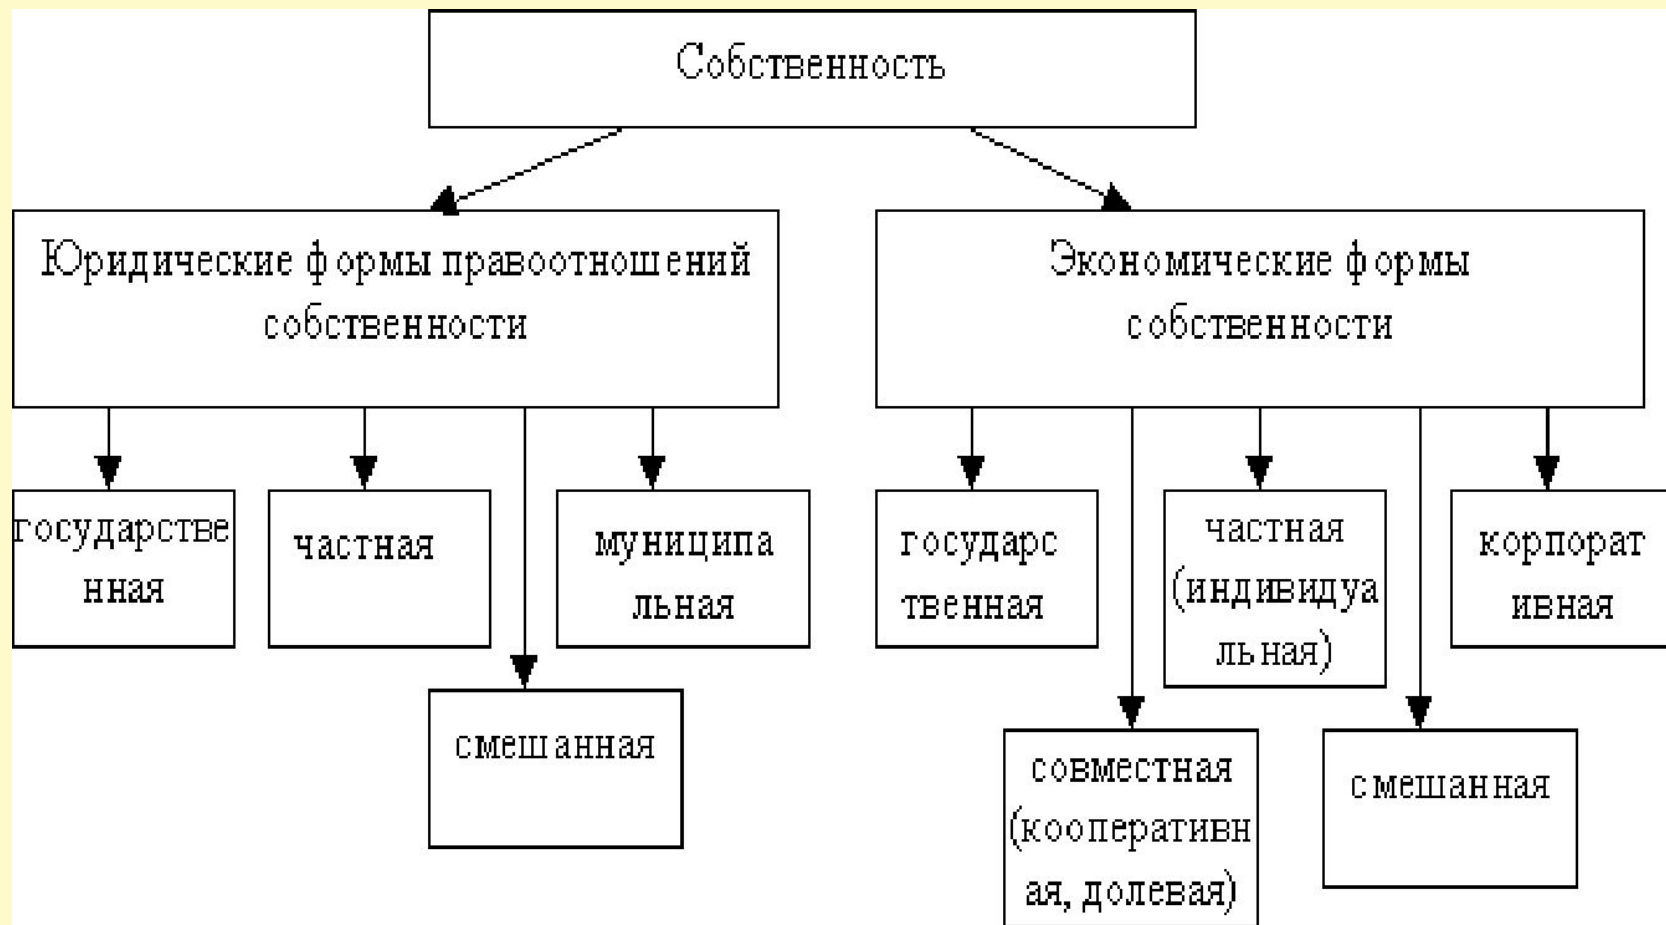 Собственность
Юридические формы правоотношений
собственности
Экономические формы
собственности
государстве
нная
частная
муниципа
льная
смешанная
государс
твенная
частная
(индивидуа
льная)
корпорат
ивная
совместная
(кооперативн
ая, долевая)
смешанная